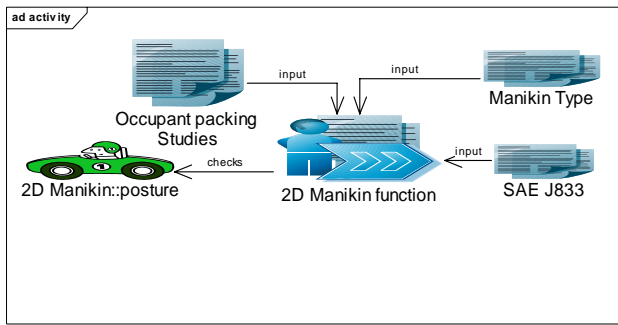 ad activity
input
input
Occupant packing
Studies
Manikin Type
checks
input
1
2D Manikin::posture
2D Manikin function
SAE J833